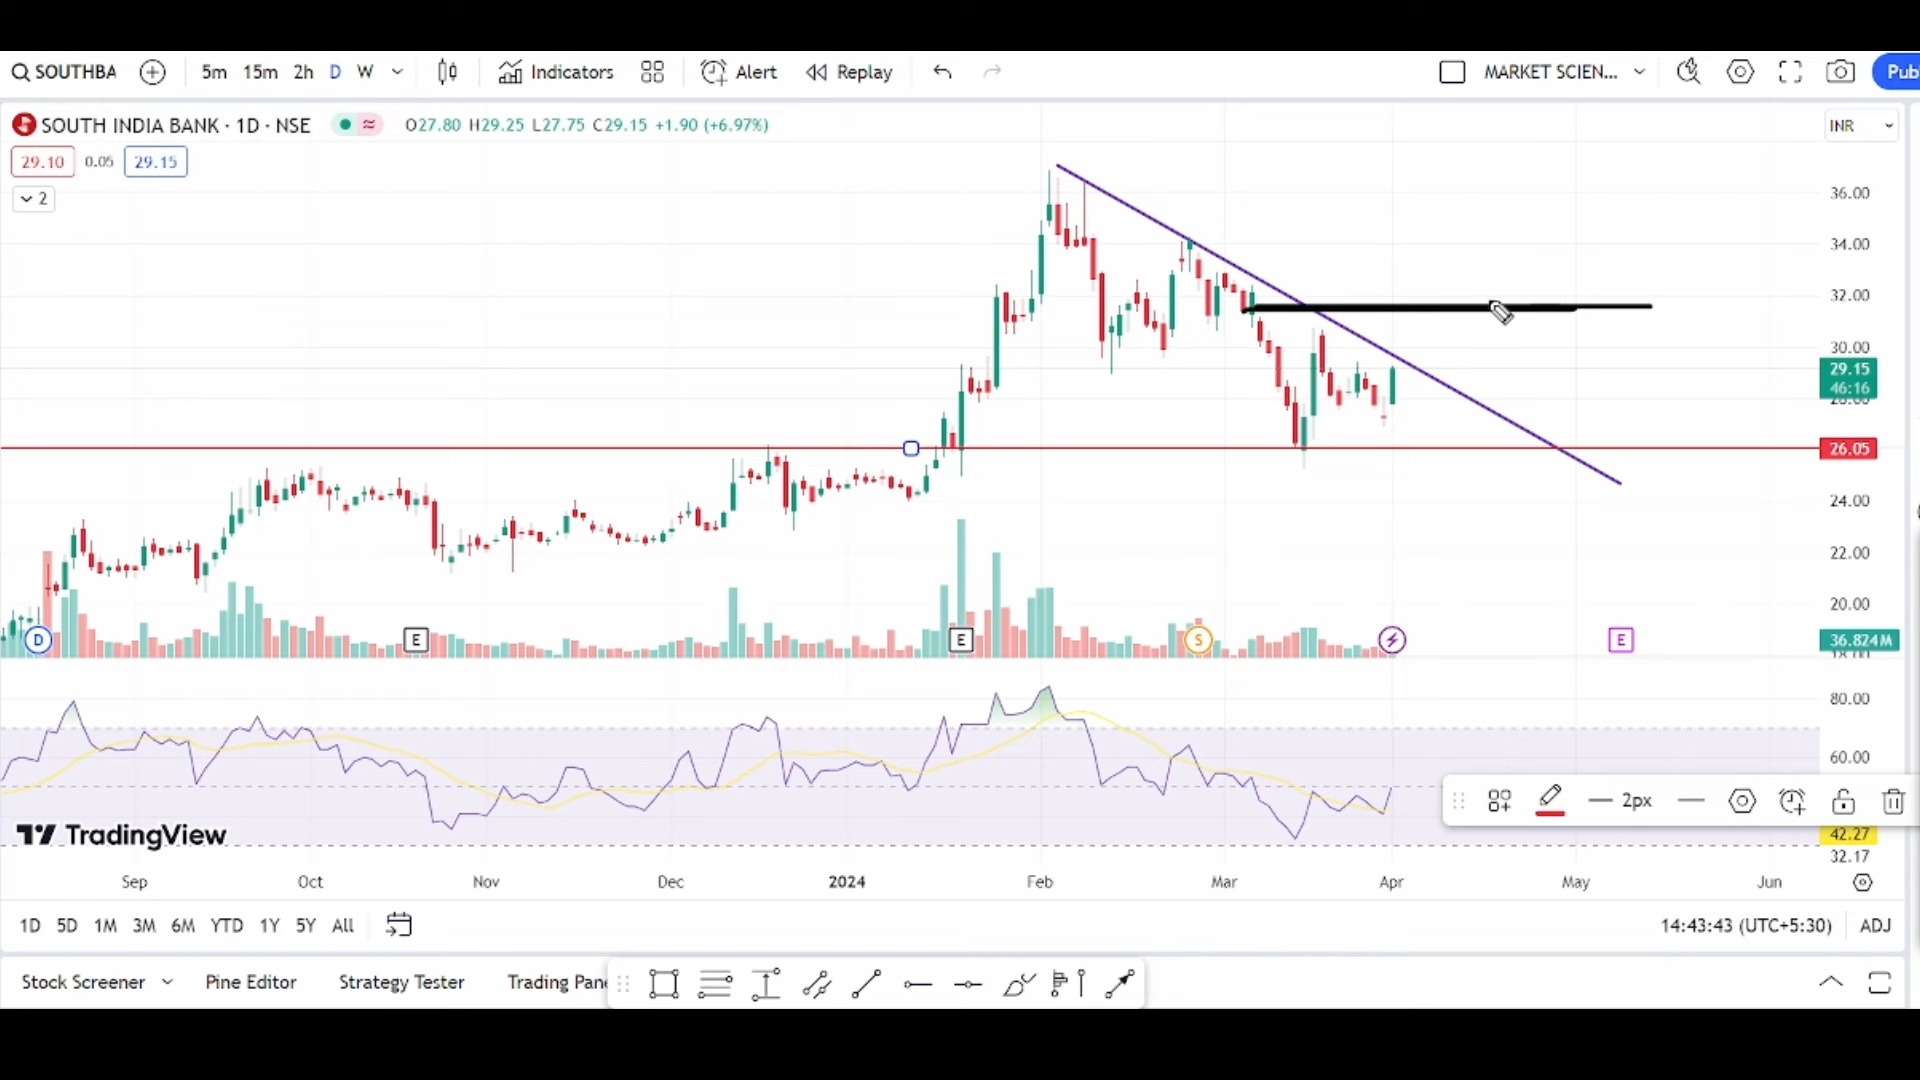 SOUTHBA 5m 15m 2h D W Indicators Alert Replay MARKET SCIEN... Pub
SOUTH INDIA BANK · 1D · NSE O27.80 H29.25 L27.75 C29.15 +1.90 (+6.97%) INR
29.10 0.05 29.15
2
36.00
34.00
32.00
30.00
29.15
46:16
26.05
24.00
22.00
20.00
D E E S E 36.824M
80.00
60.00
2px
TradingView
42.27
32.17
Sep Oct Nov Dec 2024 Feb Mar Apr May Jun
1D 5D 1M 3M 6M YTD 1Y 5Y All 14:43:43 (UTC+5:30) ADJ
Stock Screener Pine Editor Strategy Tester Trading Pan